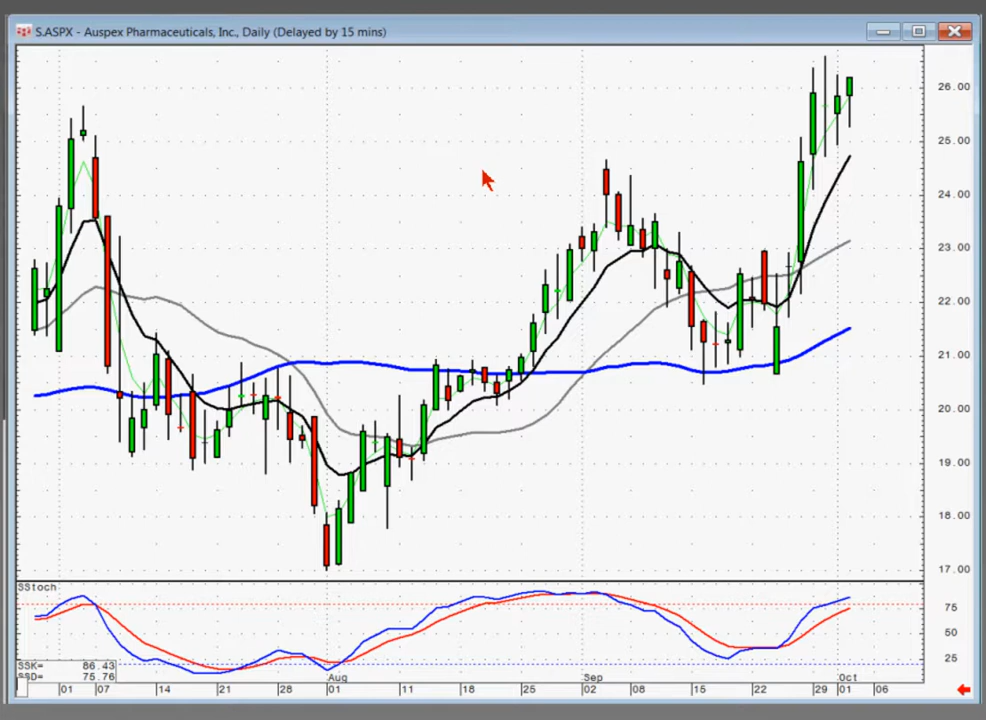 S.ASPX - Auspex Pharmaceuticals, Inc., Daily (Delayed by 15 mins)
26.00
25.00
24.00
23.00
22.00
21.00
20.00
19.00
18.00
17.00
SStoch
75
50
25
SSK= 86.43
SSD= 75.76
Aug Sep Oct
01 07 14 21 28 01 11 18 25 02 08 15 22 29 01 06